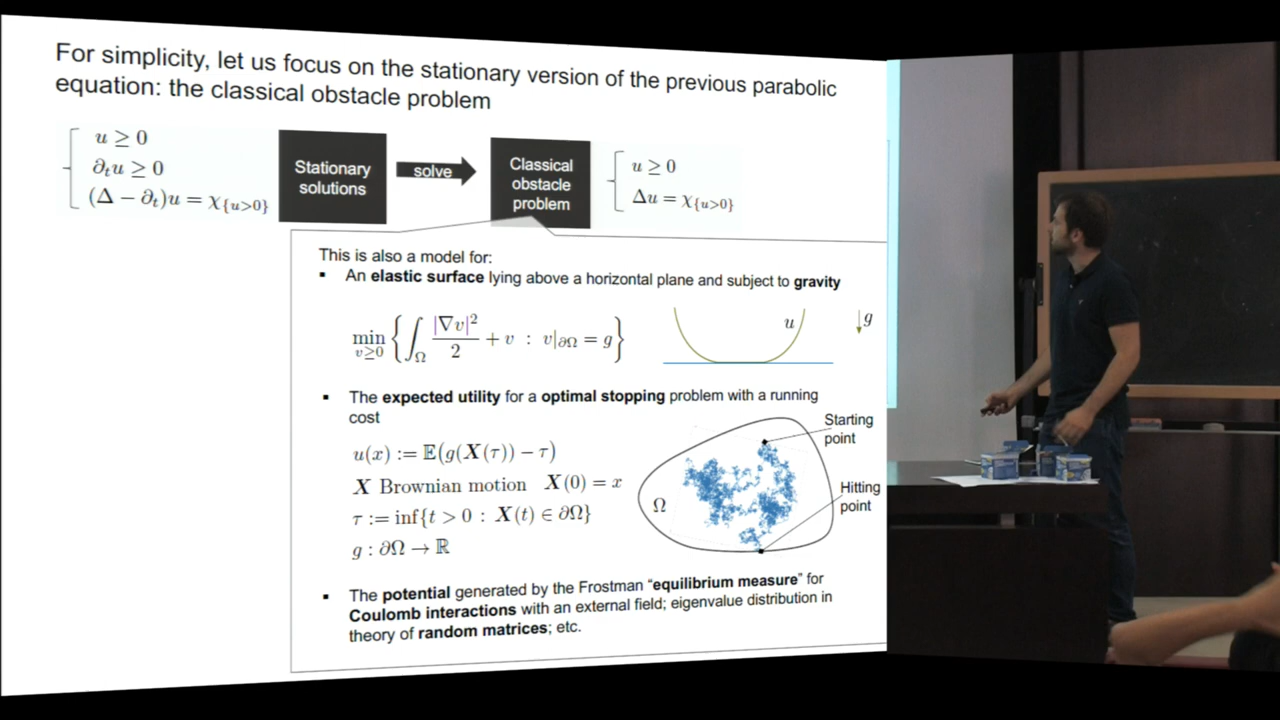 For simplicity, let us focus on the stationary version of the previous parabolic
equation: the classical obstacle problem
u ≥ 0
∂ₜu ≥ 0
(Δ − ∂ₜ)u = χ_{u>0}
Stationary
solutions
solve
Classical
obstacle
problem
u ≥ 0
Δu = χ_{u>0}
This is also a model for:
▪ An elastic surface lying above a horizontal plane and subject to gravity
min_{v≥0} { ∫_Ω |∇v|²/2 + v : v|_∂Ω = g }
u
g
▪ The expected utility for a optimal stopping problem with a running
cost
u(x) := 𝔼(g(X(τ)) − τ)
X Brownian motion X(0) = x
τ := inf{t > 0 : X(t) ∈ ∂Ω}
g : ∂Ω → ℝ
Starting
point
Hitting
point
Ω
▪ The potential generated by the Frostman “equilibrium measure” for
Coulomb interactions with an external field; eigenvalue distribution in
theory of random matrices; etc.